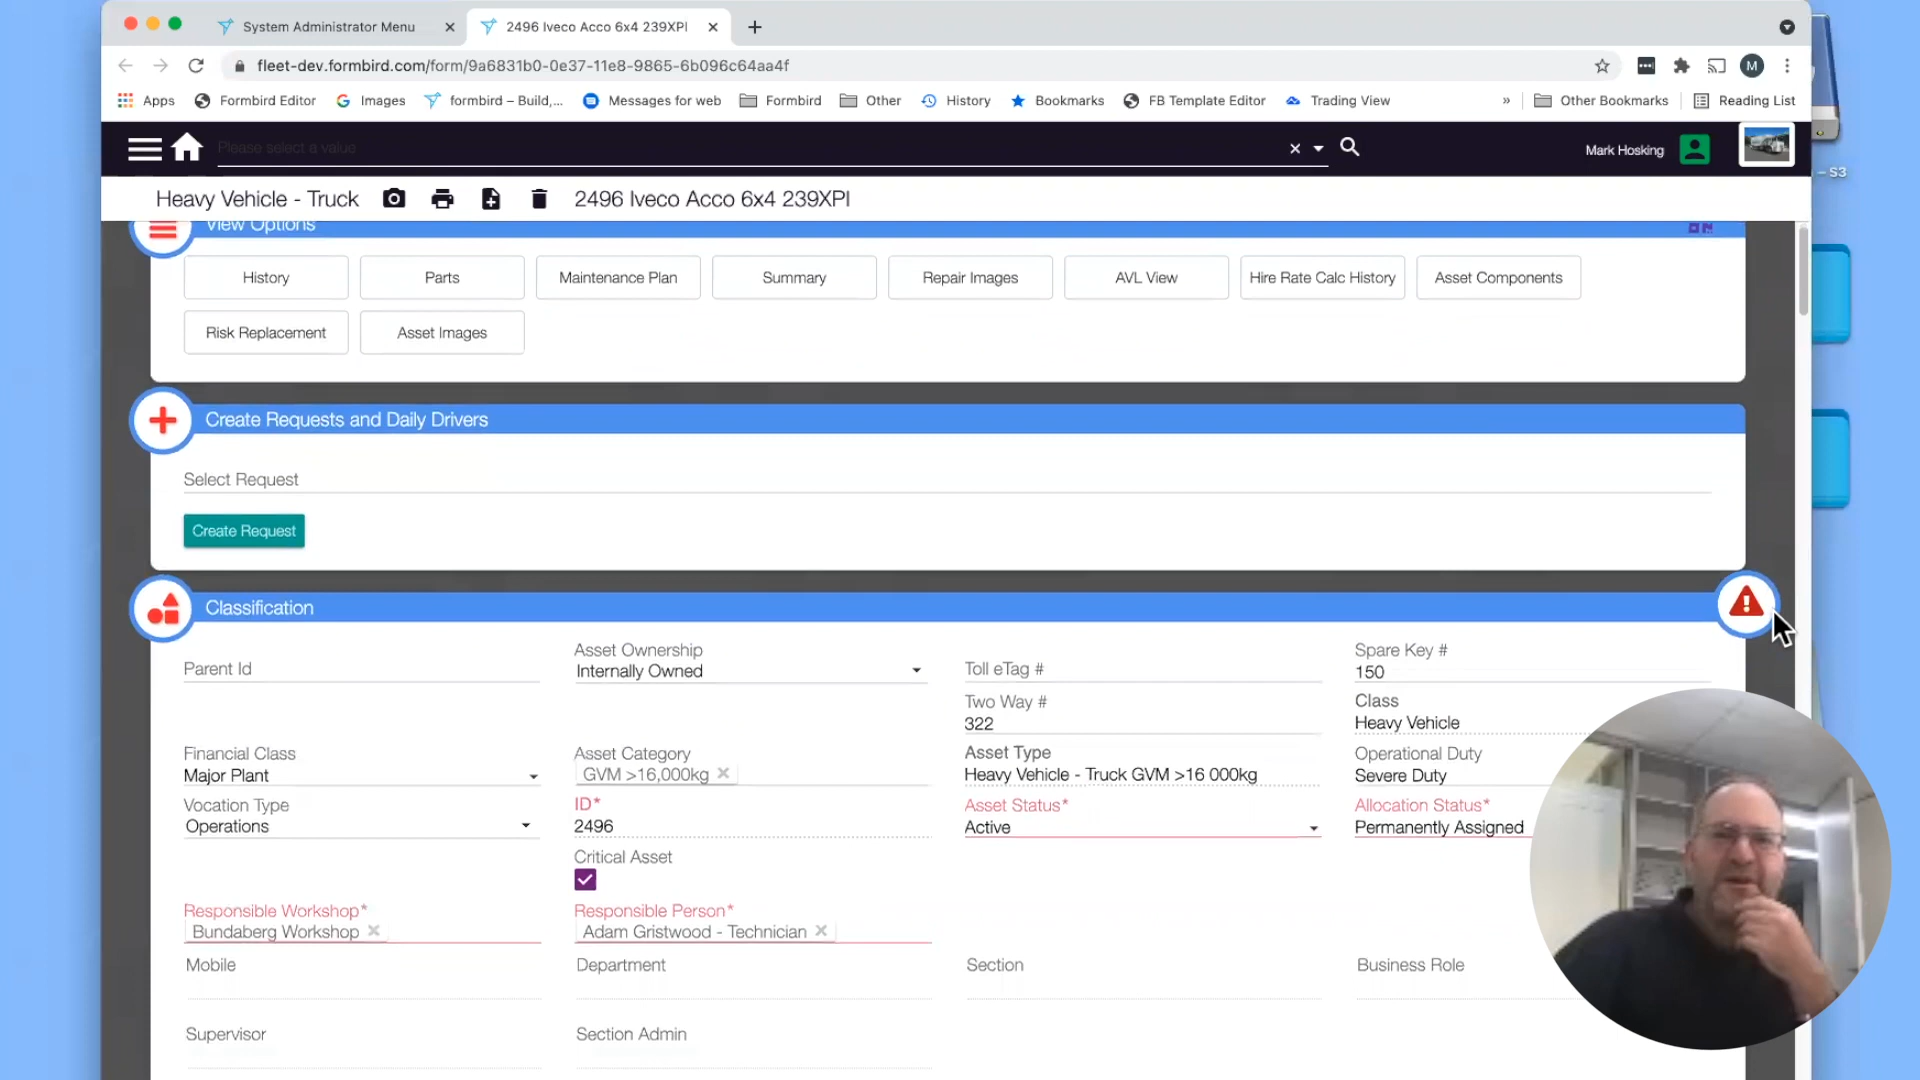 System Administrator Menu
2496 Iveco Acco 6x4 239XPI
fleet-dev.formbird.com/form/9a6831b0-0e37-11e8-9865-6b096c64aa4f
M
Apps
Formbird Editor
Images
formbird – Build,...
Messages for web
Formbird
Other
History
Bookmarks
FB Template Editor
Trading View
»
Other Bookmarks
Reading List
Please select a value
Mark Hosking
– S3
Heavy Vehicle - Truck
2496 Iveco Acco 6x4 239XPI
View Options
History
Parts
Maintenance Plan
Summary
Repair Images
AVL View
Hire Rate Calc History
Asset Components
Risk Replacement
Asset Images
Create Requests and Daily Drivers
Select Request
Create Request
Classification
Parent Id
Asset Ownership
Internally Owned
Toll eTag #
Spare Key #
150
Two Way #
322
Class
Heavy Vehicle
Financial Class
Major Plant
Asset Category
GVM >16,000kg
Asset Type
Heavy Vehicle - Truck GVM >16 000kg
Operational Duty
Severe Duty
Vocation Type
Operations
ID*
2496
Asset Status*
Active
Allocation Status*
Permanently Assigned
Critical Asset
Responsible Workshop*
Bundaberg Workshop
Responsible Person*
Adam Gristwood - Technician
Mobile
Department
Section
Business Role
Supervisor
Section Admin